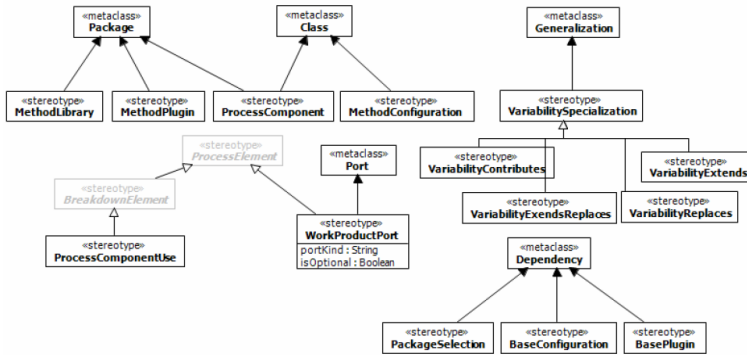 «metaclass»
Package
«metaclass»
Class
«metaclass»
Generalization
«stereotype»
MethodLibrary
«stereotype»
MethodPlugin
«stereotype»
ProcessComponent
«stereotype»
MethodConfiguration
«stereotype»
VariabilitySpecialization
«stereotype»
ProcessElement
«metaclass»
Port
«stereotype»
VariabilityContributes
«stereotype»
VariabilityExtends
«stereotype»
BreakdownElement
«stereotype»
VariabilityExendsReplaces
«stereotype»
VariabilityReplaces
«stereotype»
ProcessComponentUse
«stereotype»
WorkProductPort
portKind : String
isOptional : Boolean
«metaclass»
Dependency
«stereotype»
PackageSelection
«stereotype»
BaseConfiguration
«stereotype»
BasePlugin